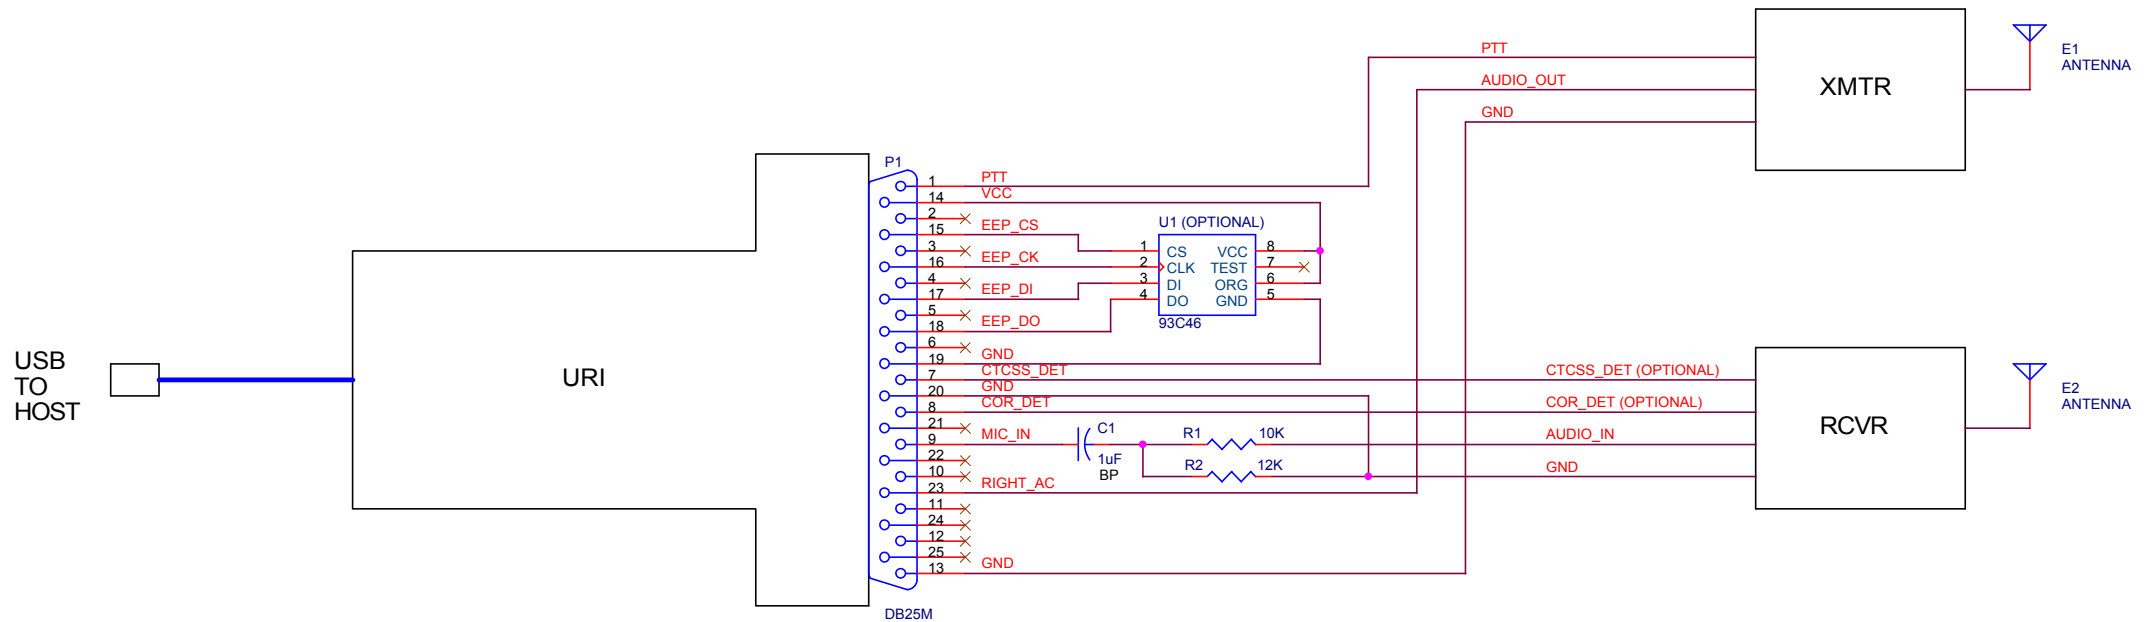 USB
TO
HOST
URI
P1
DB25M
1
PTT
14
VCC
2
15
EEP_CS
3
16
EEP_CK
4
17
EEP_DI
5
18
EEP_DO
6
19
GND
7
CTCSS_DET
20
GND
8
COR_DET
21
9
MIC_IN
22
10
23
RIGHT_AC
11
24
12
25
13
GND
U1 (OPTIONAL)
1 CS VCC 8
2 CLK TEST 7
3 DI ORG 6
4 DO GND 5
93C46
C1
1uF
BP
R1 10K
R2 12K
PTT
AUDIO_OUT
GND
XMTR
E1
ANTENNA
CTCSS_DET (OPTIONAL)
COR_DET (OPTIONAL)
AUDIO_IN
GND
RCVR
E2
ANTENNA